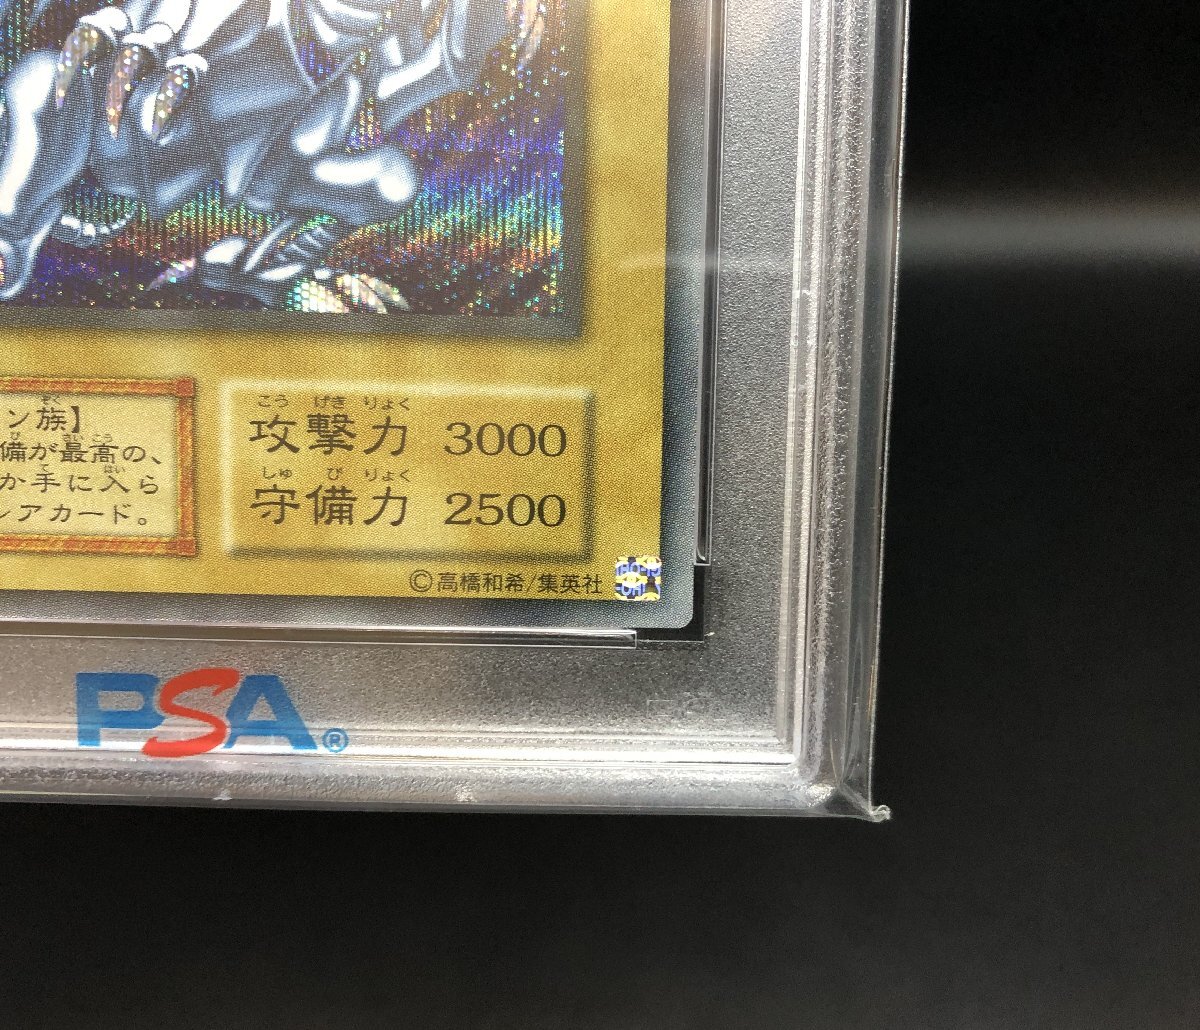 ン族】
備が最高の、
か手に入ら
レアカード。
こう げき りょく
攻撃力 3000
しゅ び りょく
守備力 2500
©高橋和希/集英社
PSA®